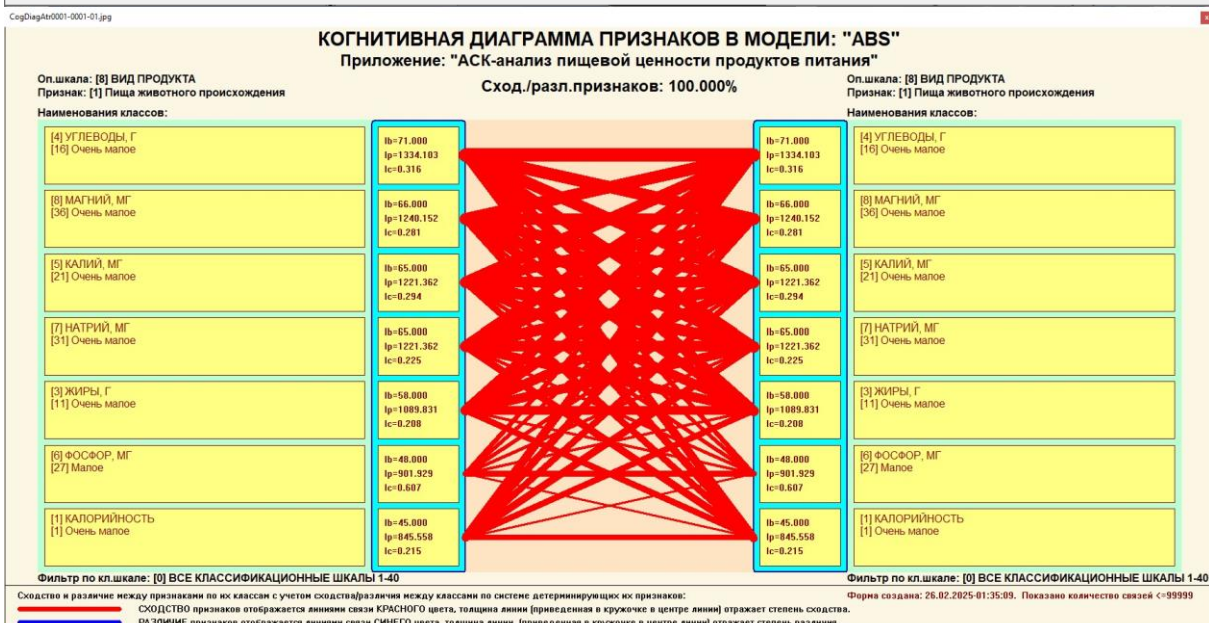 CogDiagAtr0001-0001-01.jpg
КОГНИТИВНАЯ ДИАГРАММА ПРИЗНАКОВ В МОДЕЛИ: "ABS"
Приложение: "АСК-анализ пищевой ценности продуктов питания"
Оп.шкала: [8] ВИД ПРОДУКТА
Признак: [1] Пища животного происхождения
Сход./разл.признаков: 100.000%
Оп.шкала: [8] ВИД ПРОДУКТА
Признак: [1] Пища животного происхождения
Наименования классов:
Наименования классов:
[4] УГЛЕВОДЫ, Г
[16] Очень малое
Ib=71.000
Ip=1334.103
Ic=0.316
Ib=71.000
Ip=1334.103
Ic=0.316
[4] УГЛЕВОДЫ, Г
[16] Очень малое
[8] МАГНИЙ, МГ
[36] Очень малое
Ib=66.000
Ip=1240.152
Ic=0.281
Ib=66.000
Ip=1240.152
Ic=0.281
[8] МАГНИЙ, МГ
[36] Очень малое
[5] КАЛИЙ, МГ
[21] Очень малое
Ib=65.000
Ip=1221.362
Ic=0.294
Ib=65.000
Ip=1221.362
Ic=0.294
[5] КАЛИЙ, МГ
[21] Очень малое
[7] НАТРИЙ, МГ
[31] Очень малое
Ib=65.000
Ip=1221.362
Ic=0.225
Ib=65.000
Ip=1221.362
Ic=0.225
[7] НАТРИЙ, МГ
[31] Очень малое
[3] ЖИРЫ, Г
[11] Очень малое
Ib=58.000
Ip=1089.831
Ic=0.208
Ib=58.000
Ip=1089.831
Ic=0.208
[3] ЖИРЫ, Г
[11] Очень малое
[6] ФОСФОР, МГ
[27] Малое
Ib=48.000
Ip=901.929
Ic=0.607
Ib=48.000
Ip=901.929
Ic=0.607
[6] ФОСФОР, МГ
[27] Малое
[1] КАЛОРИЙНОСТЬ
[1] Очень малое
Ib=45.000
Ip=845.558
Ic=0.215
Ib=45.000
Ip=845.558
Ic=0.215
[1] КАЛОРИЙНОСТЬ
[1] Очень малое
Фильтр по кл.шкале: [0] ВСЕ КЛАССИФИКАЦИОННЫЕ ШКАЛЫ 1-40
Фильтр по кл.шкале: [0] ВСЕ КЛАССИФИКАЦИОННЫЕ ШКАЛЫ 1-40
Сходство и различие между признаками по их классам с учетом сходства/различия между классами по системе детерминирующих их признаков:
Форма создана: 26.02.2025-01:35:09. Показано количество связей <=99999
СХОДСТВО признаков отображается линиями связи КРАСНОГО цвета, толщина линии (приведенная в кружочке в центре линии) отражает степень сходства.
РАЗЛИЧИЕ признаков отображается линиями связи СИНЕГО цвета, толщина линии, (приведенная в кружочке в центре линии) отражает степень различия.